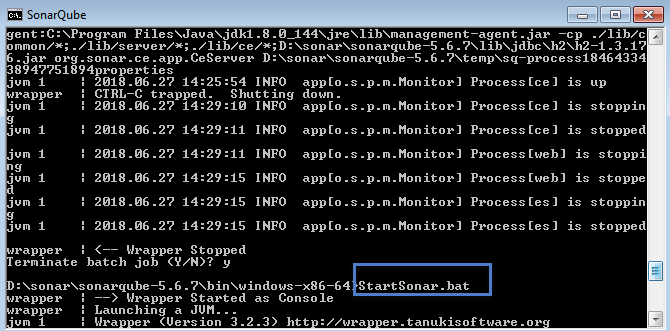 SonarQube
gent:C:\Program Files\Java\jdk1.8.0_144\jre\lib\management-agent.jar -cp ./lib/c
ommon/*;./lib/server/*;./lib/ce/*;D:\sonar\sonarqube-5.6.7\lib\jdbc\h2\h2-1.3.17
6.jar org.sonar.ce.app.CeServer D:\sonar\sonarqube-5.6.7\temp\sq-process18464334
38947751894properties
jvm 1    | 2018.06.27 14:25:54 INFO  app[o.s.p.m.Monitor] Process[ce] is up
wrapper  | CTRL-C trapped.  Shutting down.
jvm 1    | 2018.06.27 14:29:10 INFO  app[o.s.p.m.Monitor] Process[ce] is stoppin
g
jvm 1    | 2018.06.27 14:29:11 INFO  app[o.s.p.m.Monitor] Process[ce] is stopped
jvm 1    | 2018.06.27 14:29:11 INFO  app[o.s.p.m.Monitor] Process[web] is stoppi
ng
jvm 1    | 2018.06.27 14:29:15 INFO  app[o.s.p.m.Monitor] Process[web] is stoppe
d
jvm 1    | 2018.06.27 14:29:15 INFO  app[o.s.p.m.Monitor] Process[es] is stoppin
g
jvm 1    | 2018.06.27 14:29:15 INFO  app[o.s.p.m.Monitor] Process[es] is stopped
wrapper  | <-- Wrapper Stopped
Terminate batch job (Y/N)? y
D:\sonar\sonarqube-5.6.7\bin\windows-x86-64>StartSonar.bat
wrapper  | --> Wrapper Started as Console
wrapper  | Launching a JVM...
jvm 1    | Wrapper (Version 3.2.3) http://wrapper.tanukisoftware.org